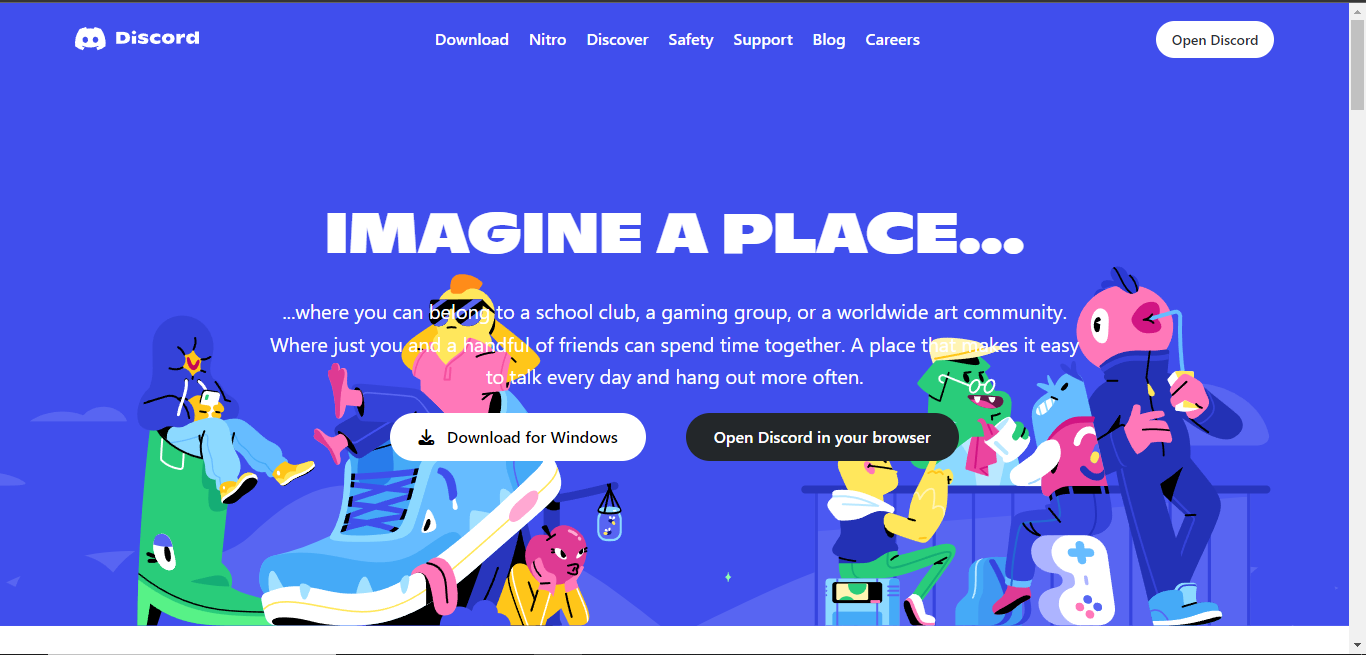 Discord
Download Nitro Discover Safety Support Blog Careers
Open Discord
IMAGINE A PLACE...
...where you can belong to a school club, a gaming group, or a worldwide art community.
Where just you and a handful of friends can spend time together. A place that makes it easy
to talk every day and hang out more often.
Download for Windows
Open Discord in your browser